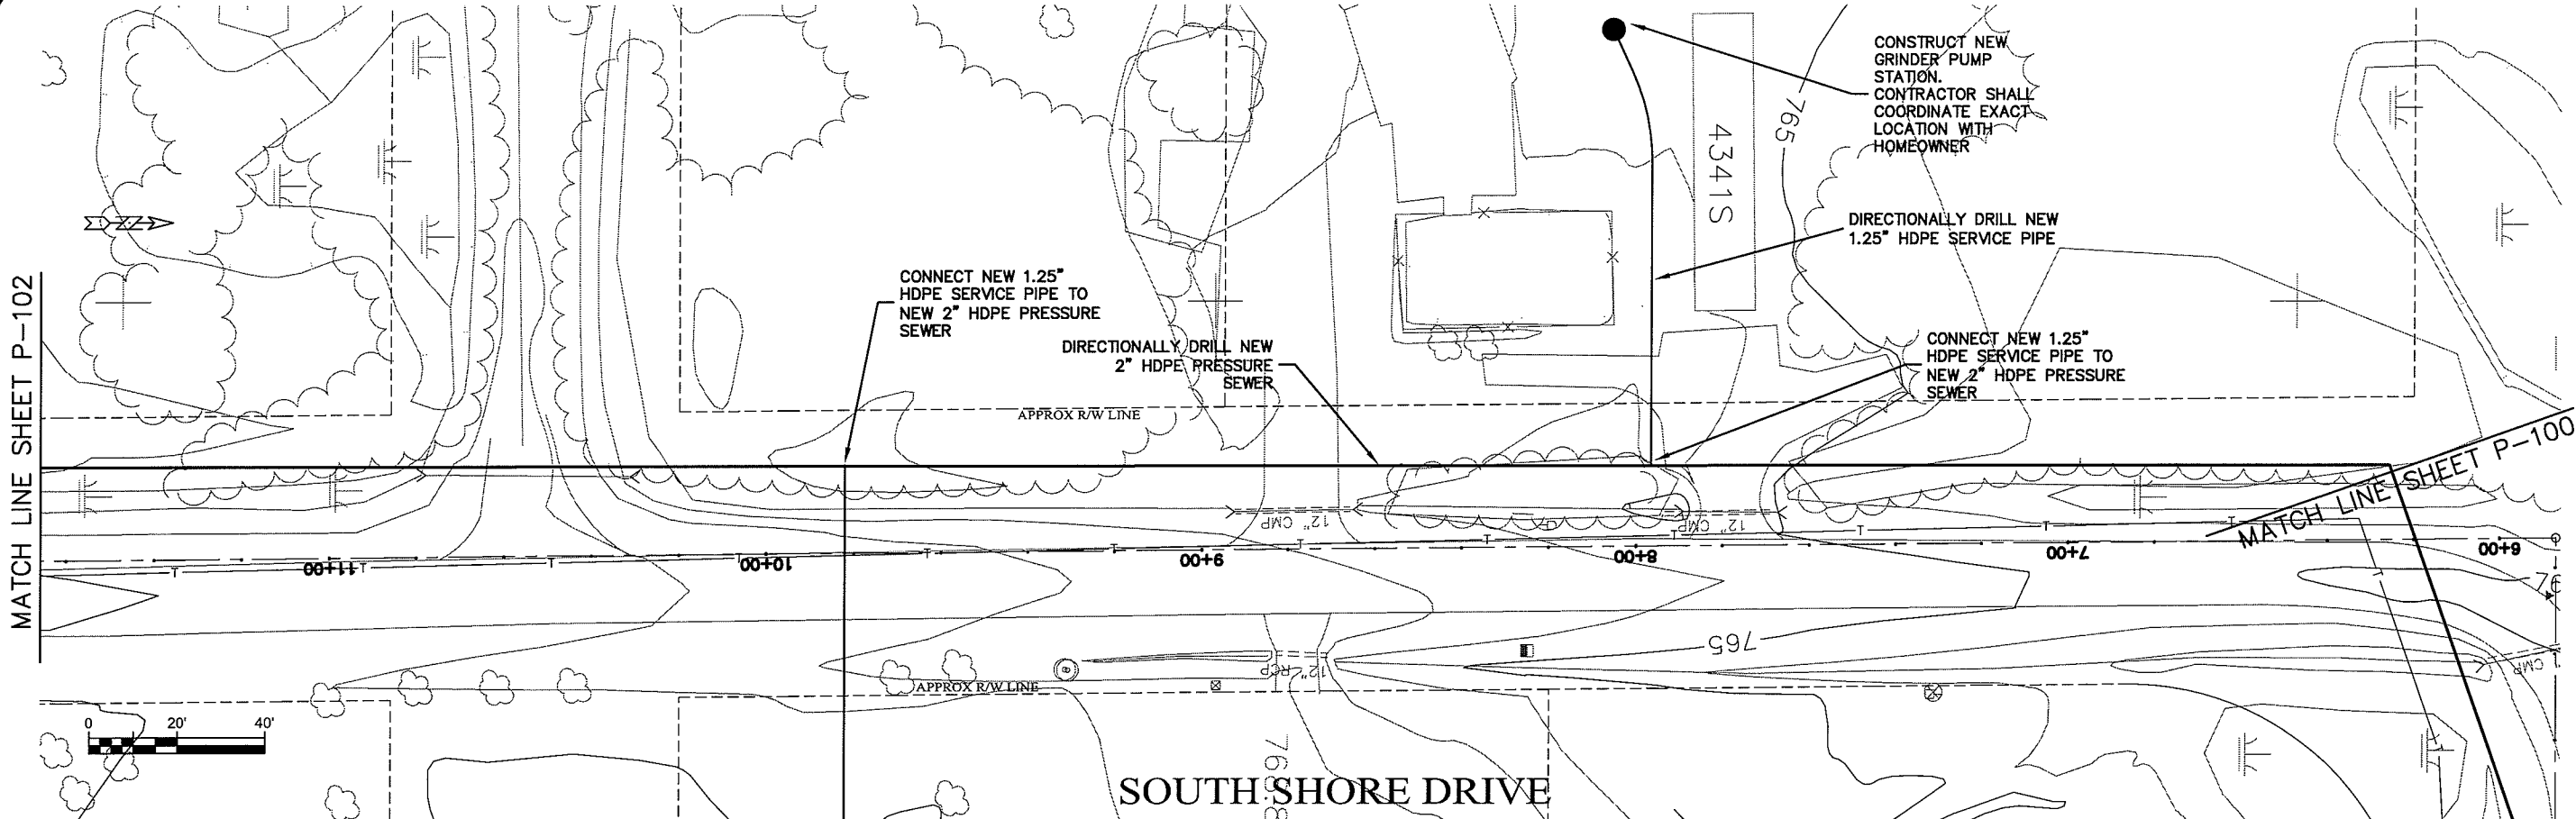 CONSTRUCT NEW
GRINDER PUMP
STATION.
CONTRACTOR SHALL
COORDINATE EXACT
LOCATION WITH
HOMEOWNER
4341S
765
DIRECTIONALLY DRILL NEW
1.25" HDPE SERVICE PIPE
CONNECT NEW 1.25"
HDPE SERVICE PIPE TO
NEW 2" HDPE PRESSURE
SEWER
DIRECTIONALLY DRILL NEW
2" HDPE PRESSURE
SEWER
CONNECT NEW 1.25"
HDPE SERVICE PIPE TO
NEW 2" HDPE PRESSURE
SEWER
MATCH LINE SHEET P-102
APPROX R/W LINE
MATCH LINE SHEET P-100
12" CMP
12" CMP
11+00
10+00
9+00
8+00
7+00
6+00
T
T
T
T
T
T
T
T
T
T
T
T
765
12" RCP
CMP
APPROX R/W LINE
0 20' 40'
SOUTH SHORE DRIVE